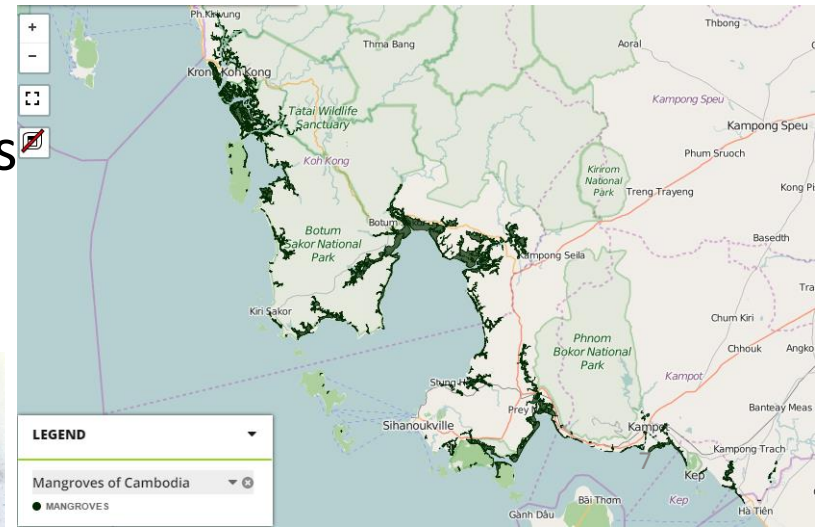 Ph. Krivung
Thbong
Thma Bang
Aoral
+
−
Krong Koh Kong
Kampong Speu
Tatai Wildlife
Sanctuary
Kampong Speu
s
Koh Kong
Phum Sruoch
Kirirom
National
Park
Treng Trayeng
Kong Pi
Botum
Botum
Sakor National
Park
Basedth
Kampong Seila
Tra
Kiri Sakor
Chum Kiri
Phnom
Bokor National
Park
Chhouk
Angko
Kampot
Stung H
Prey N
Banteay Meas
Sihanoukville
Kampot
LEGEND
Kampong Trach
Kep
Mangroves of Cambodia
MANGROVES
Bãi Thơm
Kep
Gành Dầu
Hà Tiên